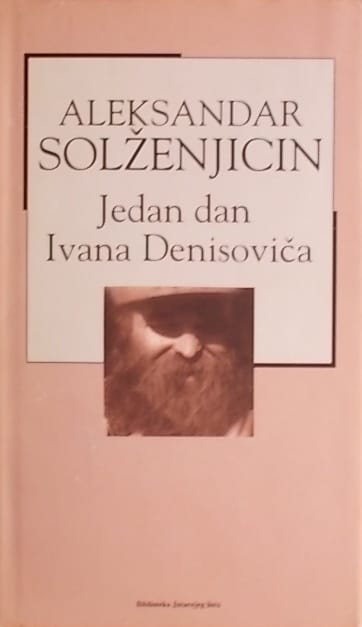 ALEKSANDAR
SOLŽENJICIN
Jedan dan
Ivana Denisoviča
Biblioteka Jutarnjeg lista